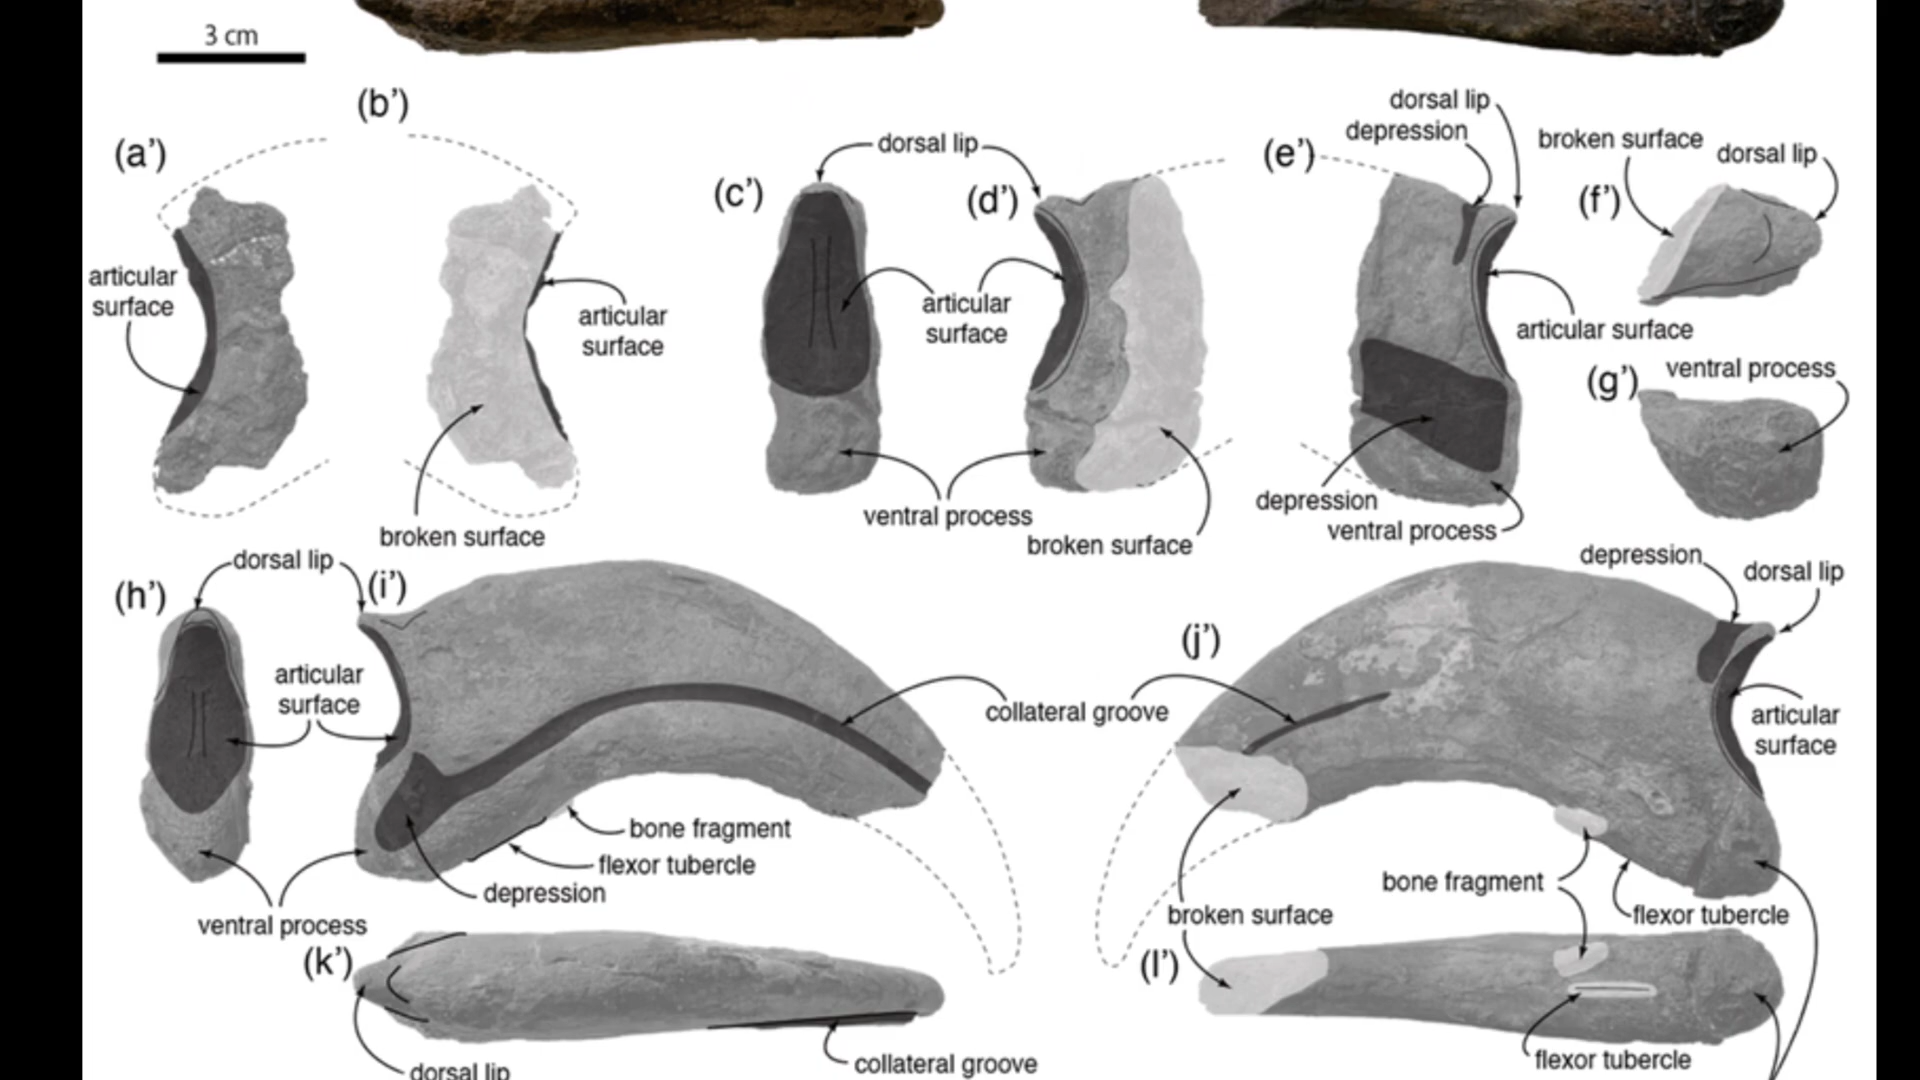 3 cm
(a’)
(b’)
articular
surface
articular
surface
broken surface
(c’)
dorsal lip
(d’)
articular
surface
ventral process
broken surface
(e’)
dorsal lip
depression
articular surface
depression
ventral process
broken surface
dorsal lip
(f’)
(g’)
ventral process
(h’)
dorsal lip
(i’)
articular
surface
ventral process
bone fragment
flexor tubercle
depression
collateral groove
(j’)
depression
dorsal lip
articular
surface
bone fragment
flexor tubercle
broken surface
(k’)
dorsal lip
collateral groove
(l’)
flexor tubercle